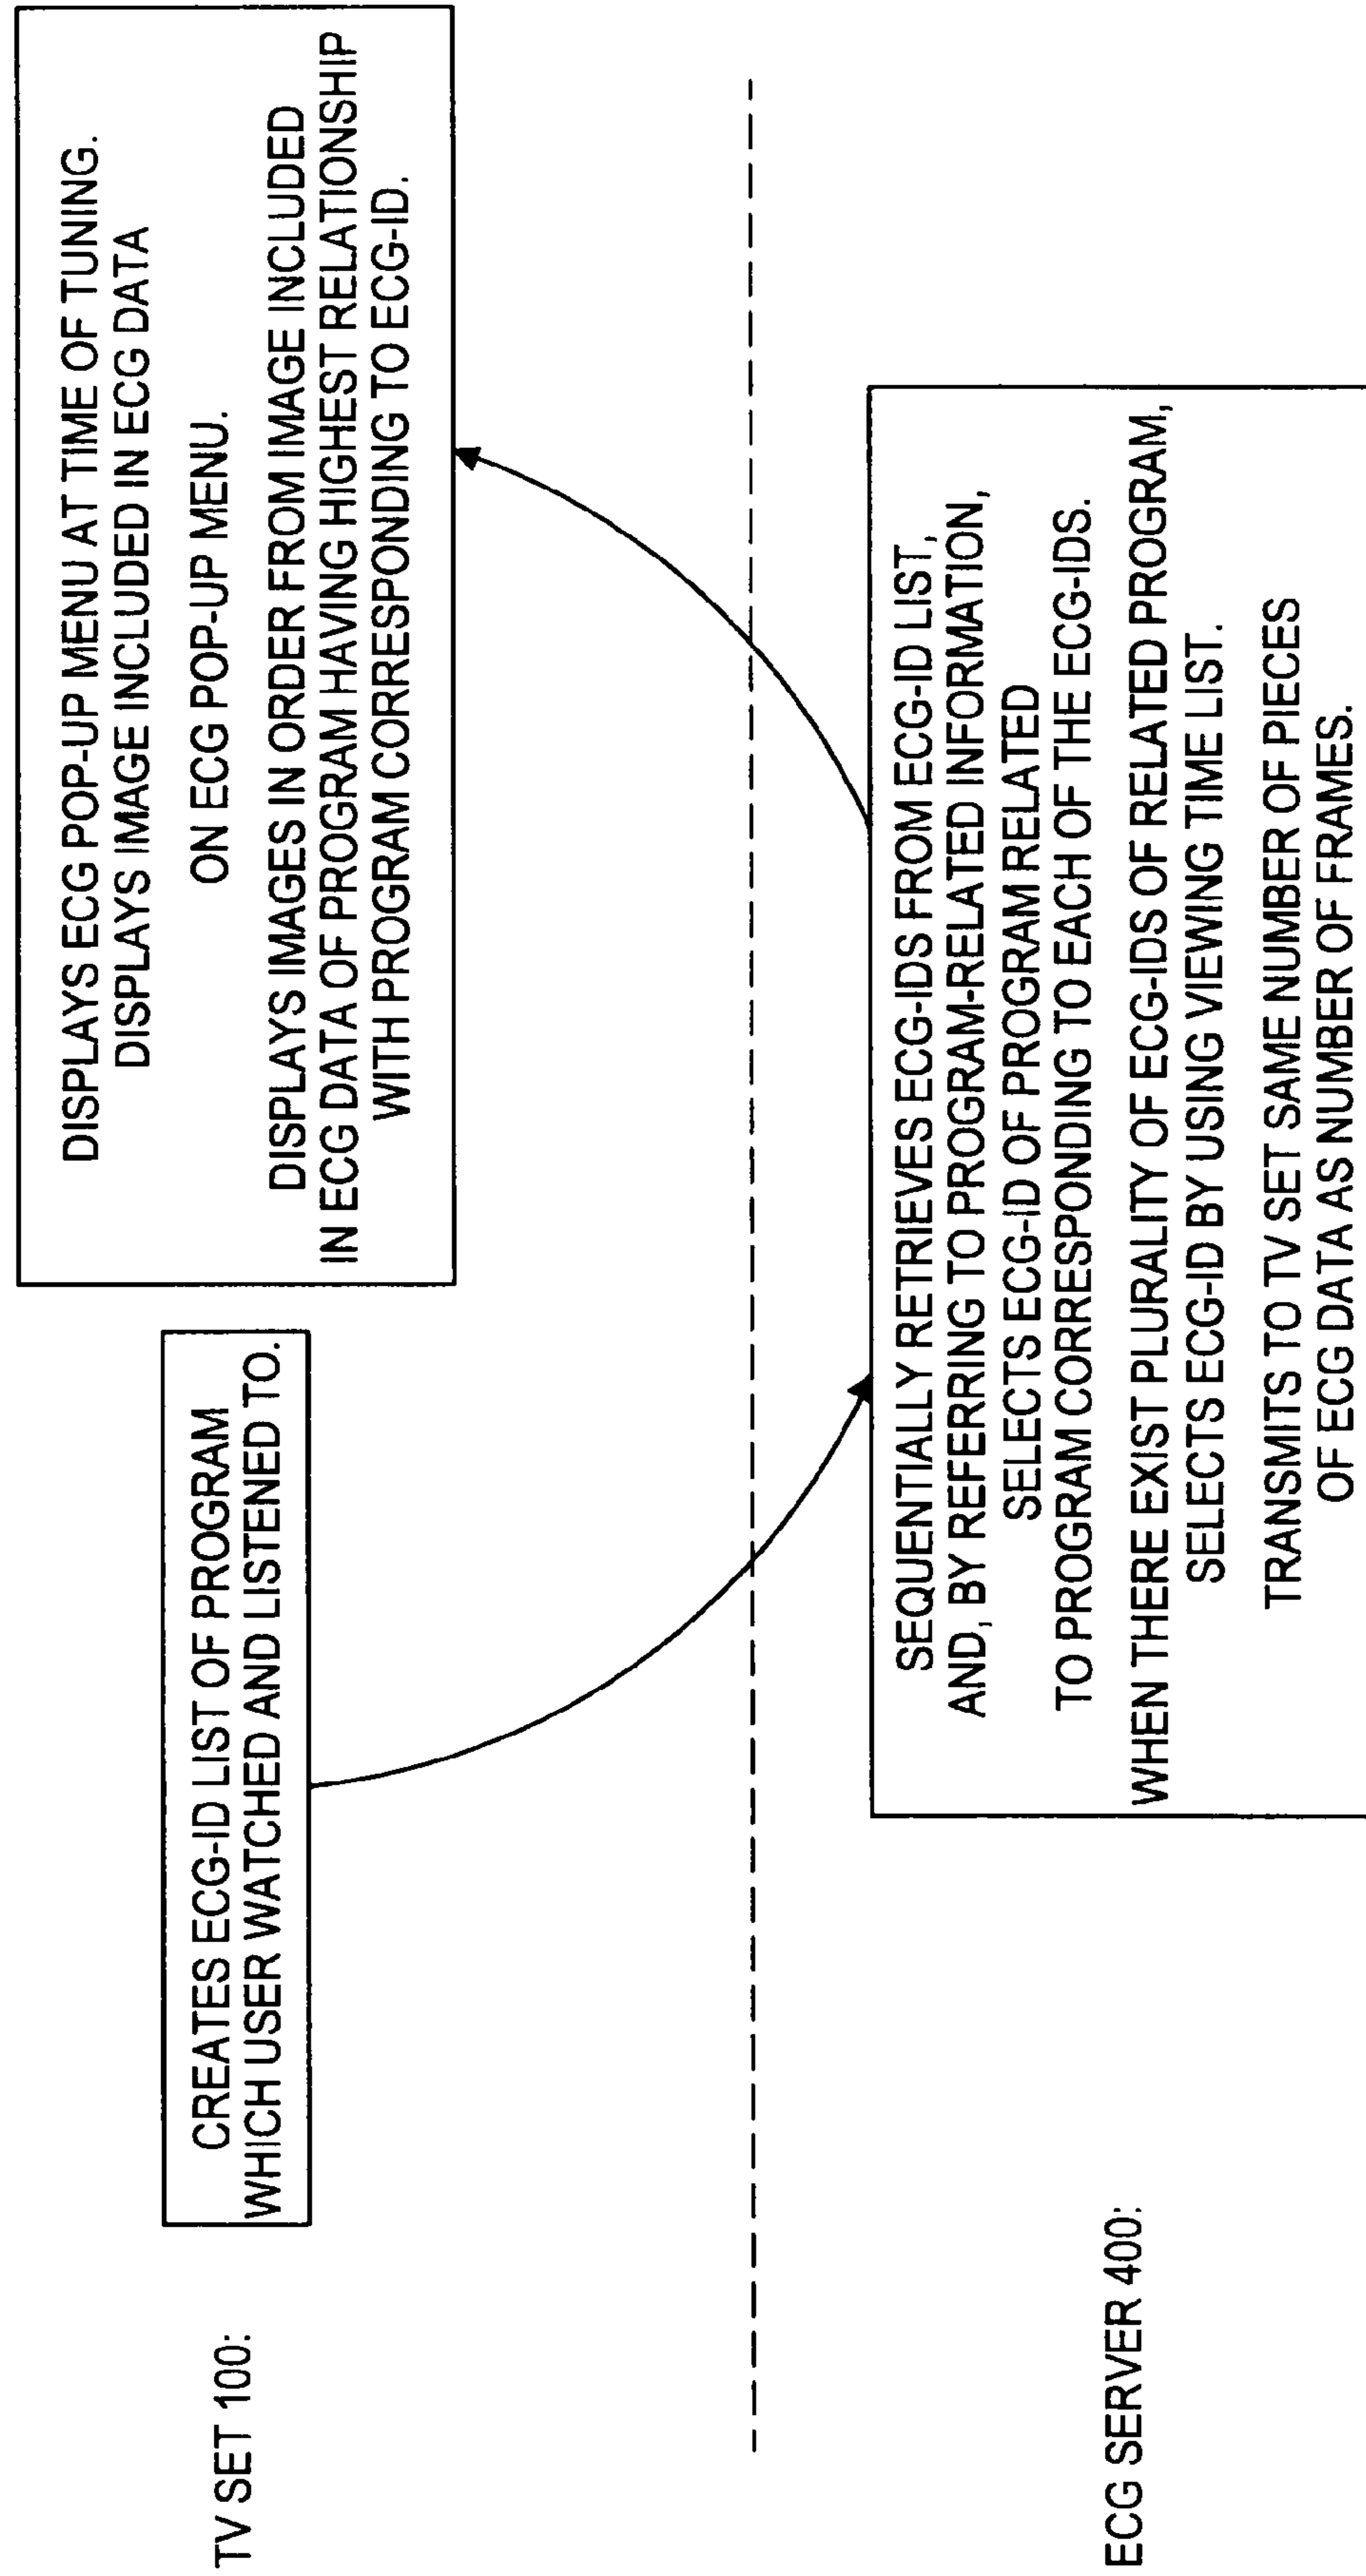 TV SET 100:
CREATES ECG-ID LIST OF PROGRAM
WHICH USER WATCHED AND LISTENED TO.
DISPLAYS ECG POP-UP MENU AT TIME OF TUNING.
DISPLAYS IMAGE INCLUDED IN ECG DATA
ON ECG POP-UP MENU.
DISPLAYS IMAGES IN ORDER FROM IMAGE INCLUDED
IN ECG DATA OF PROGRAM HAVING HIGHEST RELATIONSHIP
WITH PROGRAM CORRESPONDING TO ECG-ID.
ECG SERVER 400:
SEQUENTIALLY RETRIEVES ECG-IDS FROM ECG-ID LIST,
AND, BY REFERRING TO PROGRAM-RELATED INFORMATION,
SELECTS ECG-ID OF PROGRAM RELATED
TO PROGRAM CORRESPONDING TO EACH OF THE ECG-IDS.
WHEN THERE EXIST PLURALITY OF ECG-IDS OF RELATED PROGRAM,
SELECTS ECG-ID BY USING VIEWING TIME LIST.
TRANSMITS TO TV SET SAME NUMBER OF PIECES
OF ECG DATA AS NUMBER OF FRAMES.